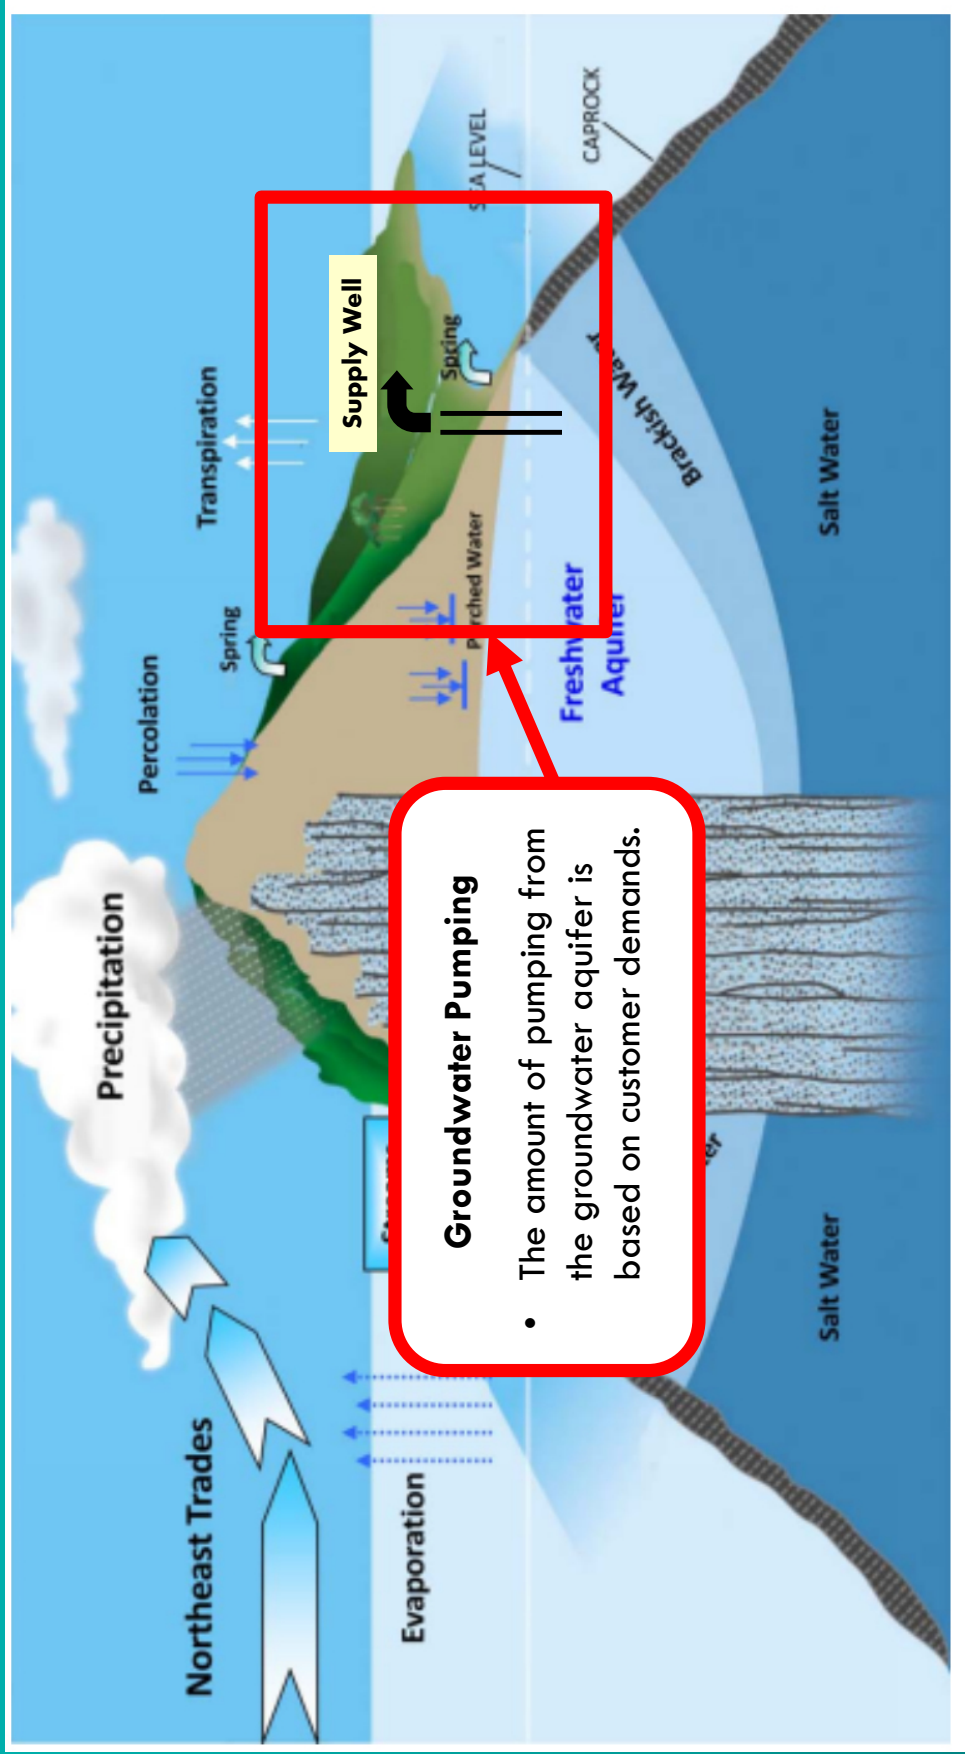 Northeast Trades
Precipitation
Percolation
Transpiration
Spring
Supply Well
Spring
SEA LEVEL
CAPROCK
Evaporation
Perched Water
Freshwater
Aquifer
Brackish Water
Salt Water
Salt Water
Groundwater Pumping
• The amount of pumping from
the groundwater aquifer is
based on customer demands.